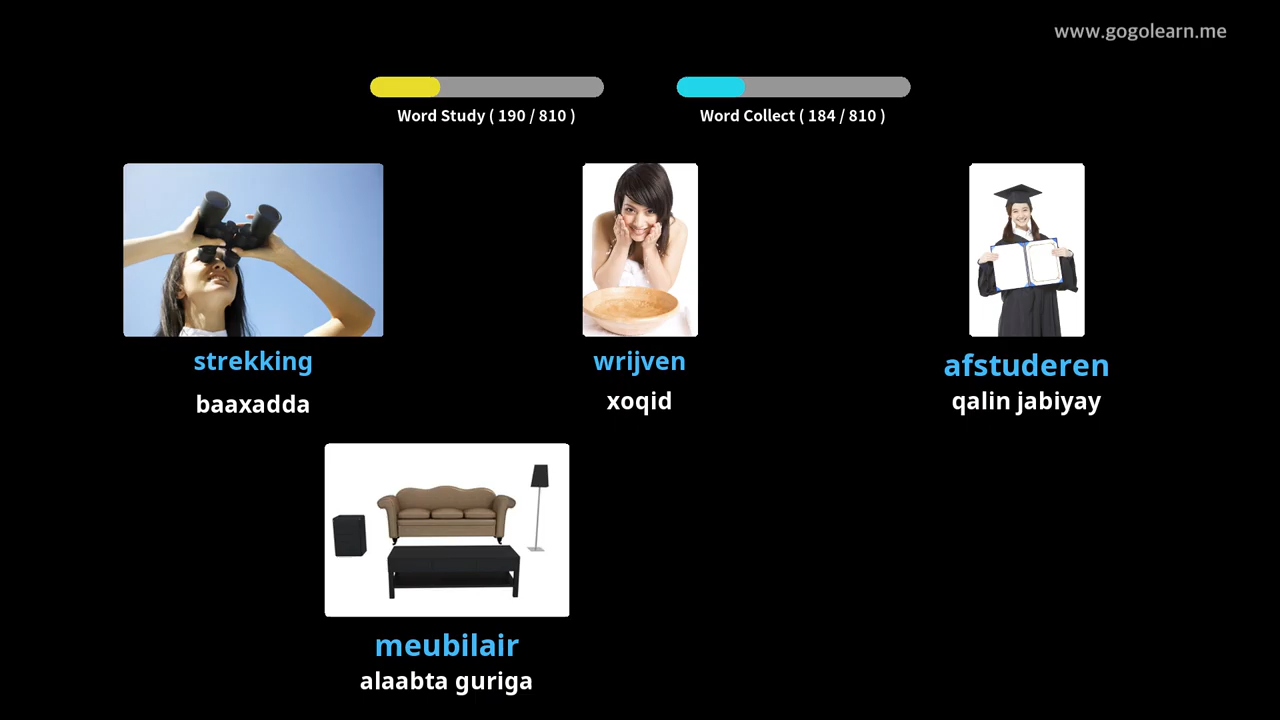 www.gogolearn.me
Word Study ( 190 / 810 )
Word Collect ( 184 / 810 )
strekking
baaxadda
wrijven
xoqid
afstuderen
qalin jabiyay
meubilair
alaabta guriga